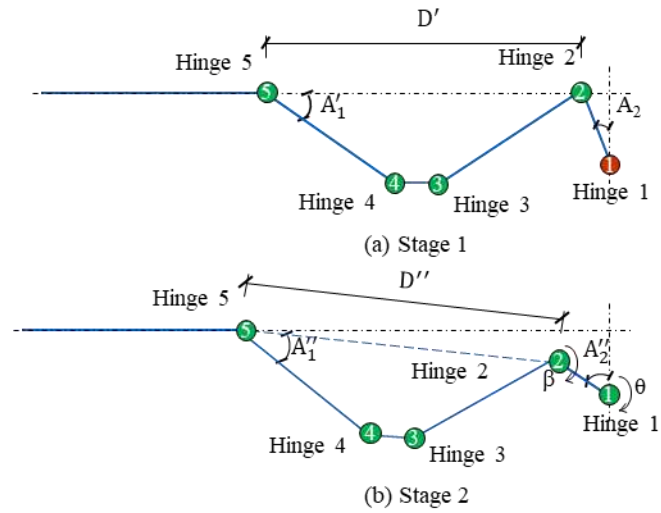 D′
Hinge 5
Hinge 2
5
A′₁
2
A₂
1
4
3
Hinge 4
Hinge 3
Hinge 1
(a) Stage 1
D′′
Hinge 5
5
A′′₁
Hinge 2
2
A′′₂
β
1
θ
Hinge 1
4
3
Hinge 4
Hinge 3
(b) Stage 2